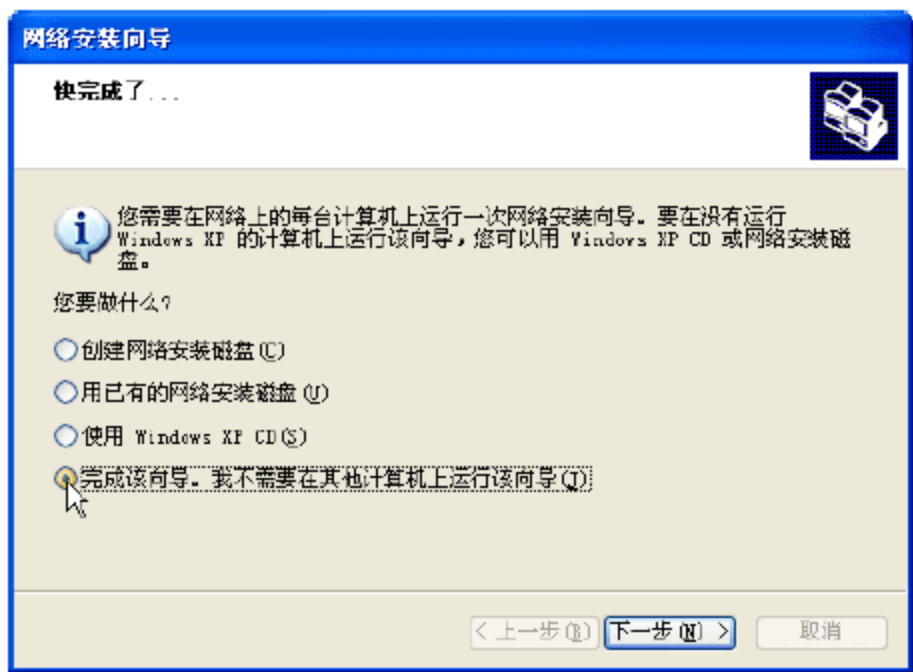 网络安装向导
快完成了...
您需要在网络上的每台计算机上运行一次网络安装向导。要在没有运行
Windows XP 的计算机上运行该向导，您可以用 Windows XP CD 或网络安装磁
盘。
您要做什么?
创建网络安装磁盘(C)
用已有的网络安装磁盘(U)
使用 Windows XP CD(S)
完成该向导。我不需要在其他计算机上运行该向导(J)
< 上一步(B)
下一步(N) >
取消